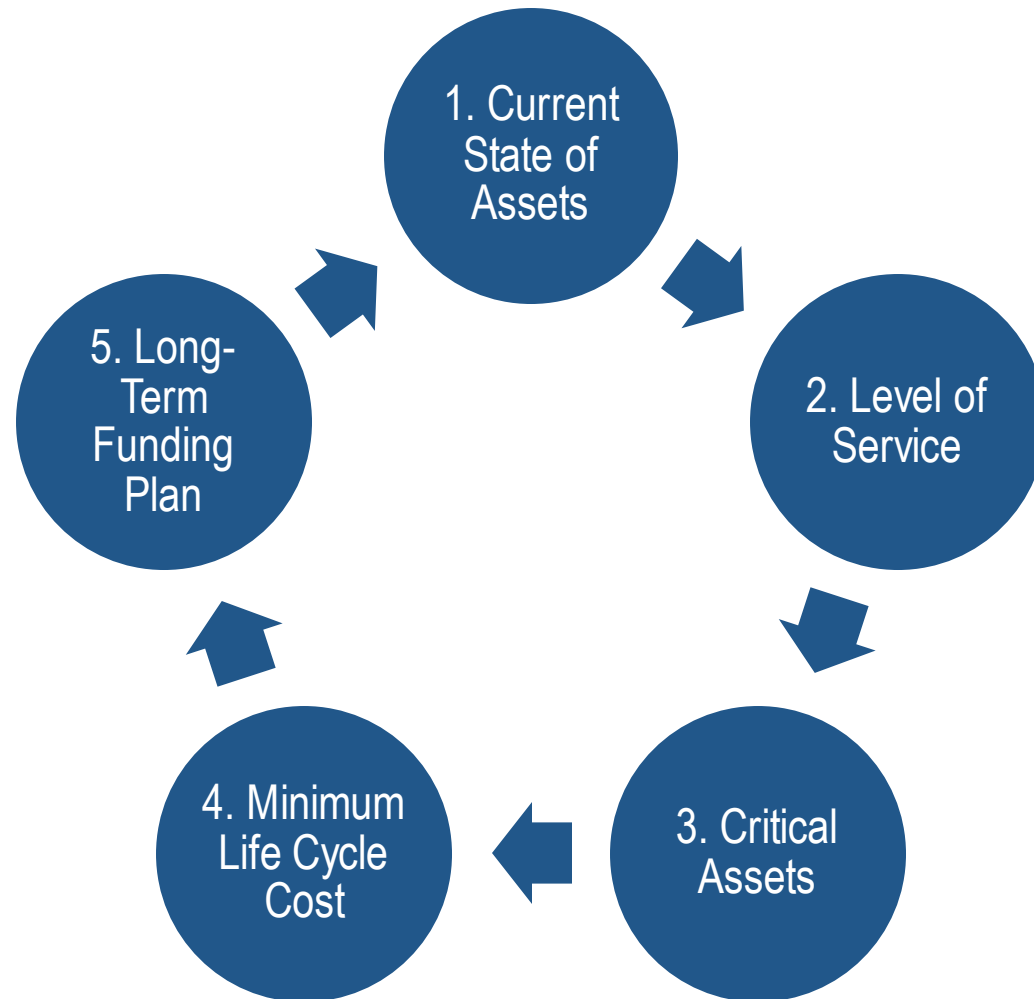 1. Current
State of
Assets
2. Level of
Service
3. Critical
Assets
4. Minimum
Life Cycle
Cost
5. Long-
Term
Funding
Plan